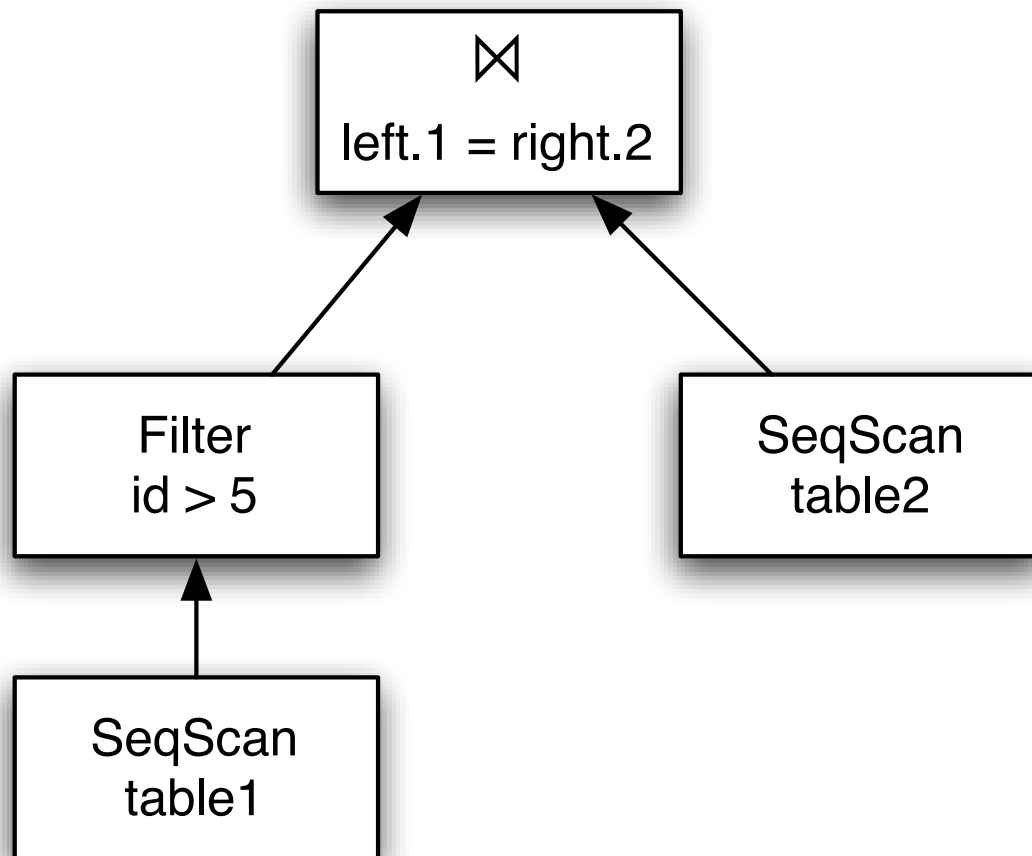 ⋈
left.1 = right.2
Filter
id > 5
SeqScan
table2
SeqScan
table1